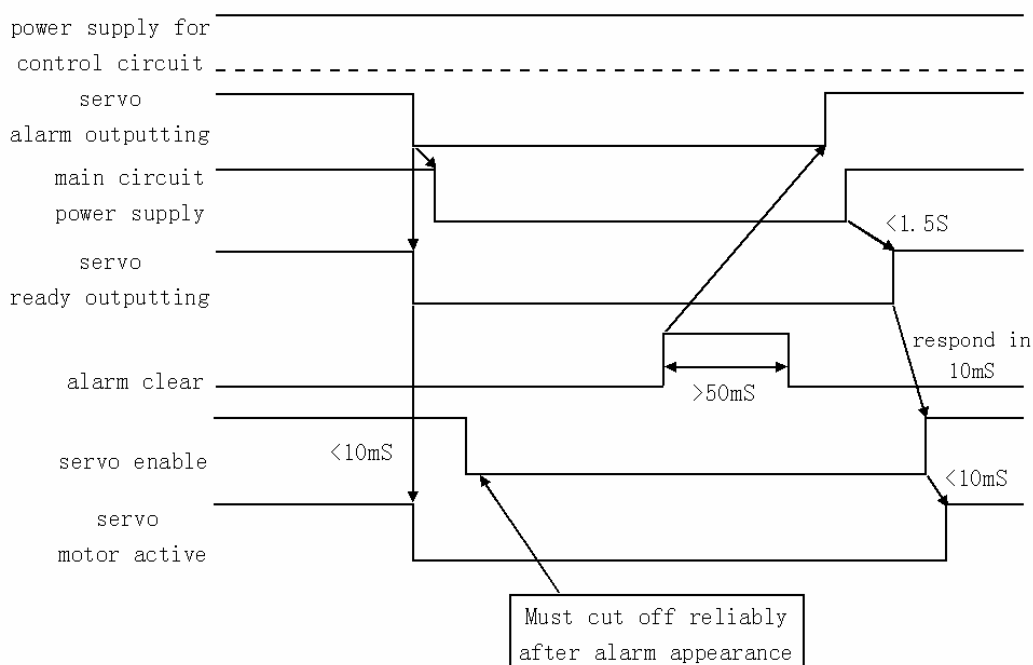 power supply for
control circuit
servo
alarm outputting
main circuit
power supply
<1.5S
servo
ready outputting
respond in
10mS
alarm clear
>50mS
servo enable
<10mS
<10mS
servo
motor active
Must cut off reliably
after alarm appearance